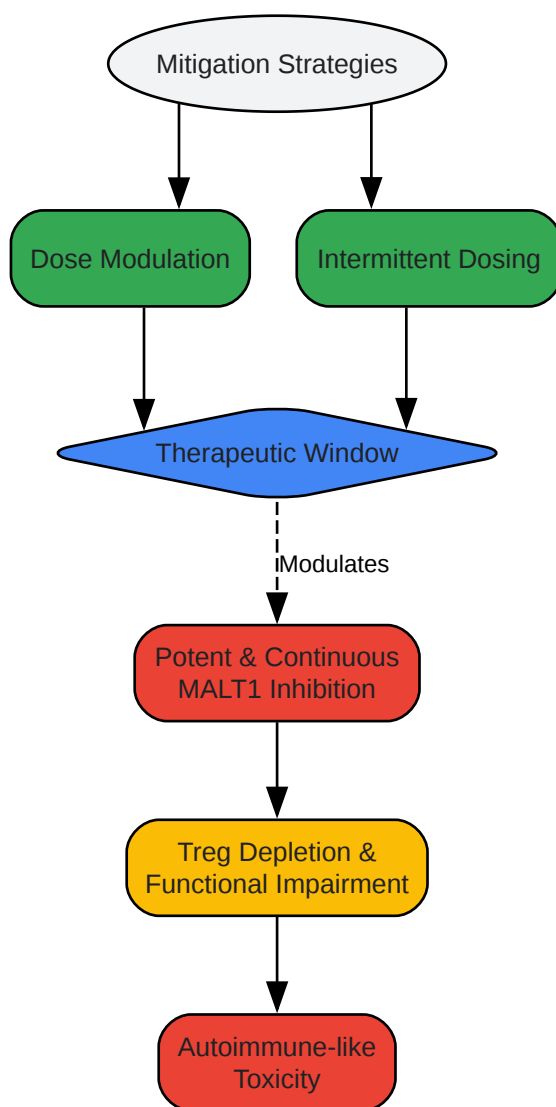 Mitigation Strategies
Dose Modulation
Intermittent Dosing
Therapeutic Window
Modulates
Potent & Continuous
MALT1 Inhibition
Treg Depletion &
Functional Impairment
Autoimmune-like
Toxicity